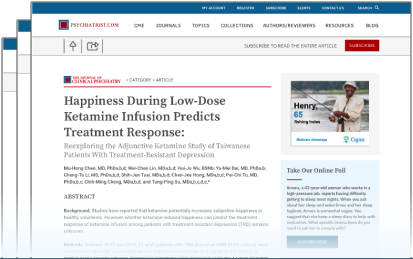 MY ACCOUNT REGISTER SUBSCRIBE ALERTS CONTACT US SEARCH
PSYCHIATRIST.COM CME JOURNALS TOPICS COLLECTIONS AUTHORS/REVIEWERS RESOURCES BLOG
SUBSCRIBE TO READ THE ENTIRE ARTICLE SUBSCRIBE
THE JOURNAL OF
CLINICAL PSYCHIATRY > CATEGORY > ARTICLE
Happiness During Low-Dose
Ketamine Infusion Predicts
Treatment Response:
Reexploring the Adjunctive Ketamine Study of Taiwanese
Patients With Treatment-Resistant Depression
Mu-Hong Chen, MD, PhDa,b; Wei-Chen Lin, MDa,b,d, Hui-Ju Wu, BSNb; Ya-Mei Bai, MD, PhDa,b;
Cheng-Ta Li, MD, PhDa,b,d; Shih-Jen Tsai, MDa,b,d; Chen-Jee Hong, MDa,b,d; Pei-Chi Tu, MD,
PhDa,b,c; Chih-Ming Cheng, MDa,b,d; and Tung-Ping Su, MDa,b,c,d,e,*
ABSTRACT
Background: Studies have reported that ketamine potentially increases subjective happiness in
healthy volunteers. However, whether ketamine-induced happiness can predict the treatment
response of ketamine infusion among patients with treatment-resistant depression (TRD) remains
unknown.
Henry,
65
fishing holes
Medicare advantage Cigna
Take Our Online Poll
Amara, a 32-year-old woman who works in a
high-pressure job, reports having difficulty
getting to sleep most nights. When you ask
about her sleep and wake times and her sleep
hygiene, Amara is somewhat vague. You
suggest that she keep a sleep diary to help with
evaluation. What specific instructions do you
need to ask her to comply with?
ANSWER HERE